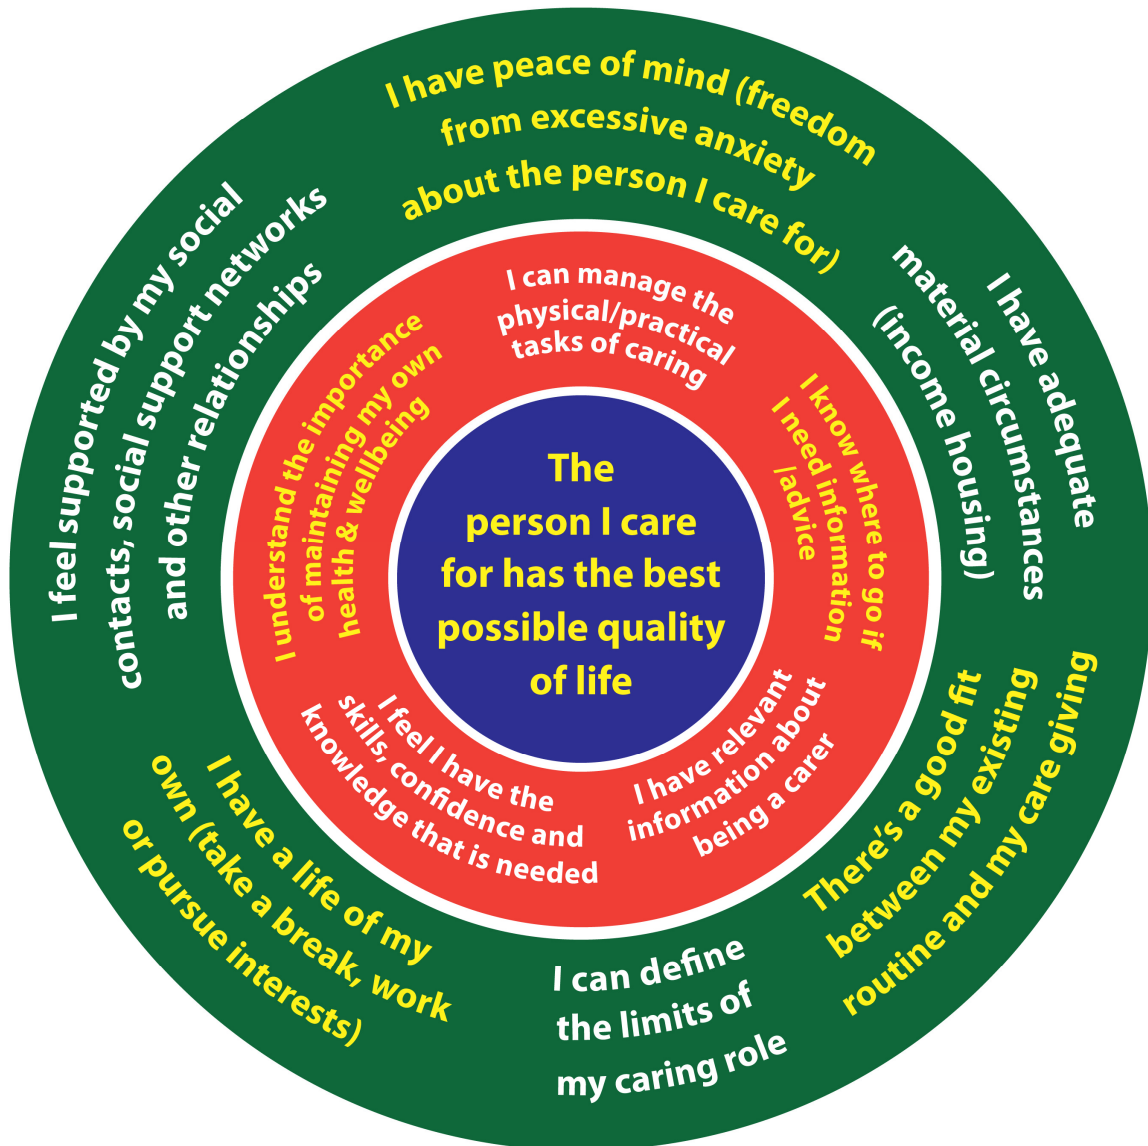 I have peace of mind (freedom
from excessive anxiety
about the person I care for)
I have adequate
material circumstances
(income housing)
There's a good fit
between my existing
routine and my care giving
I can define
the limits of
my caring role
I have a life of my
own (take a break, work
or pursue interests)
I feel supported by my social
contacts, social support networks
and other relationships
I can manage the
physical/practical
tasks of caring
I know where to go if
I need information
/advice
I have relevant
information about
being a carer
I feel I have the
skills, confidence and
knowledge that is needed
I understand the importance
of maintaining my own
health & wellbeing
The
person I care
for has the best
possible quality
of life